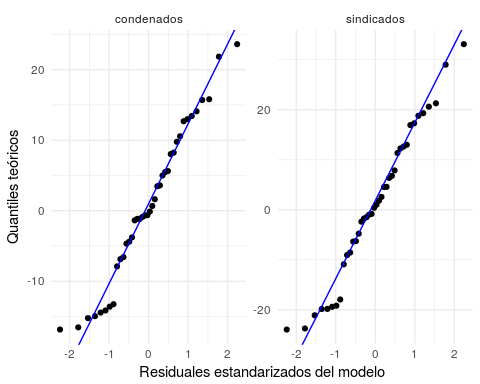 condenados
sindicados
Quantiles teóricos
20
10
0
-10
20
0
-20
-2 -1 0 1 2
-2 -1 0 1 2
Residuales estandarizados del modelo